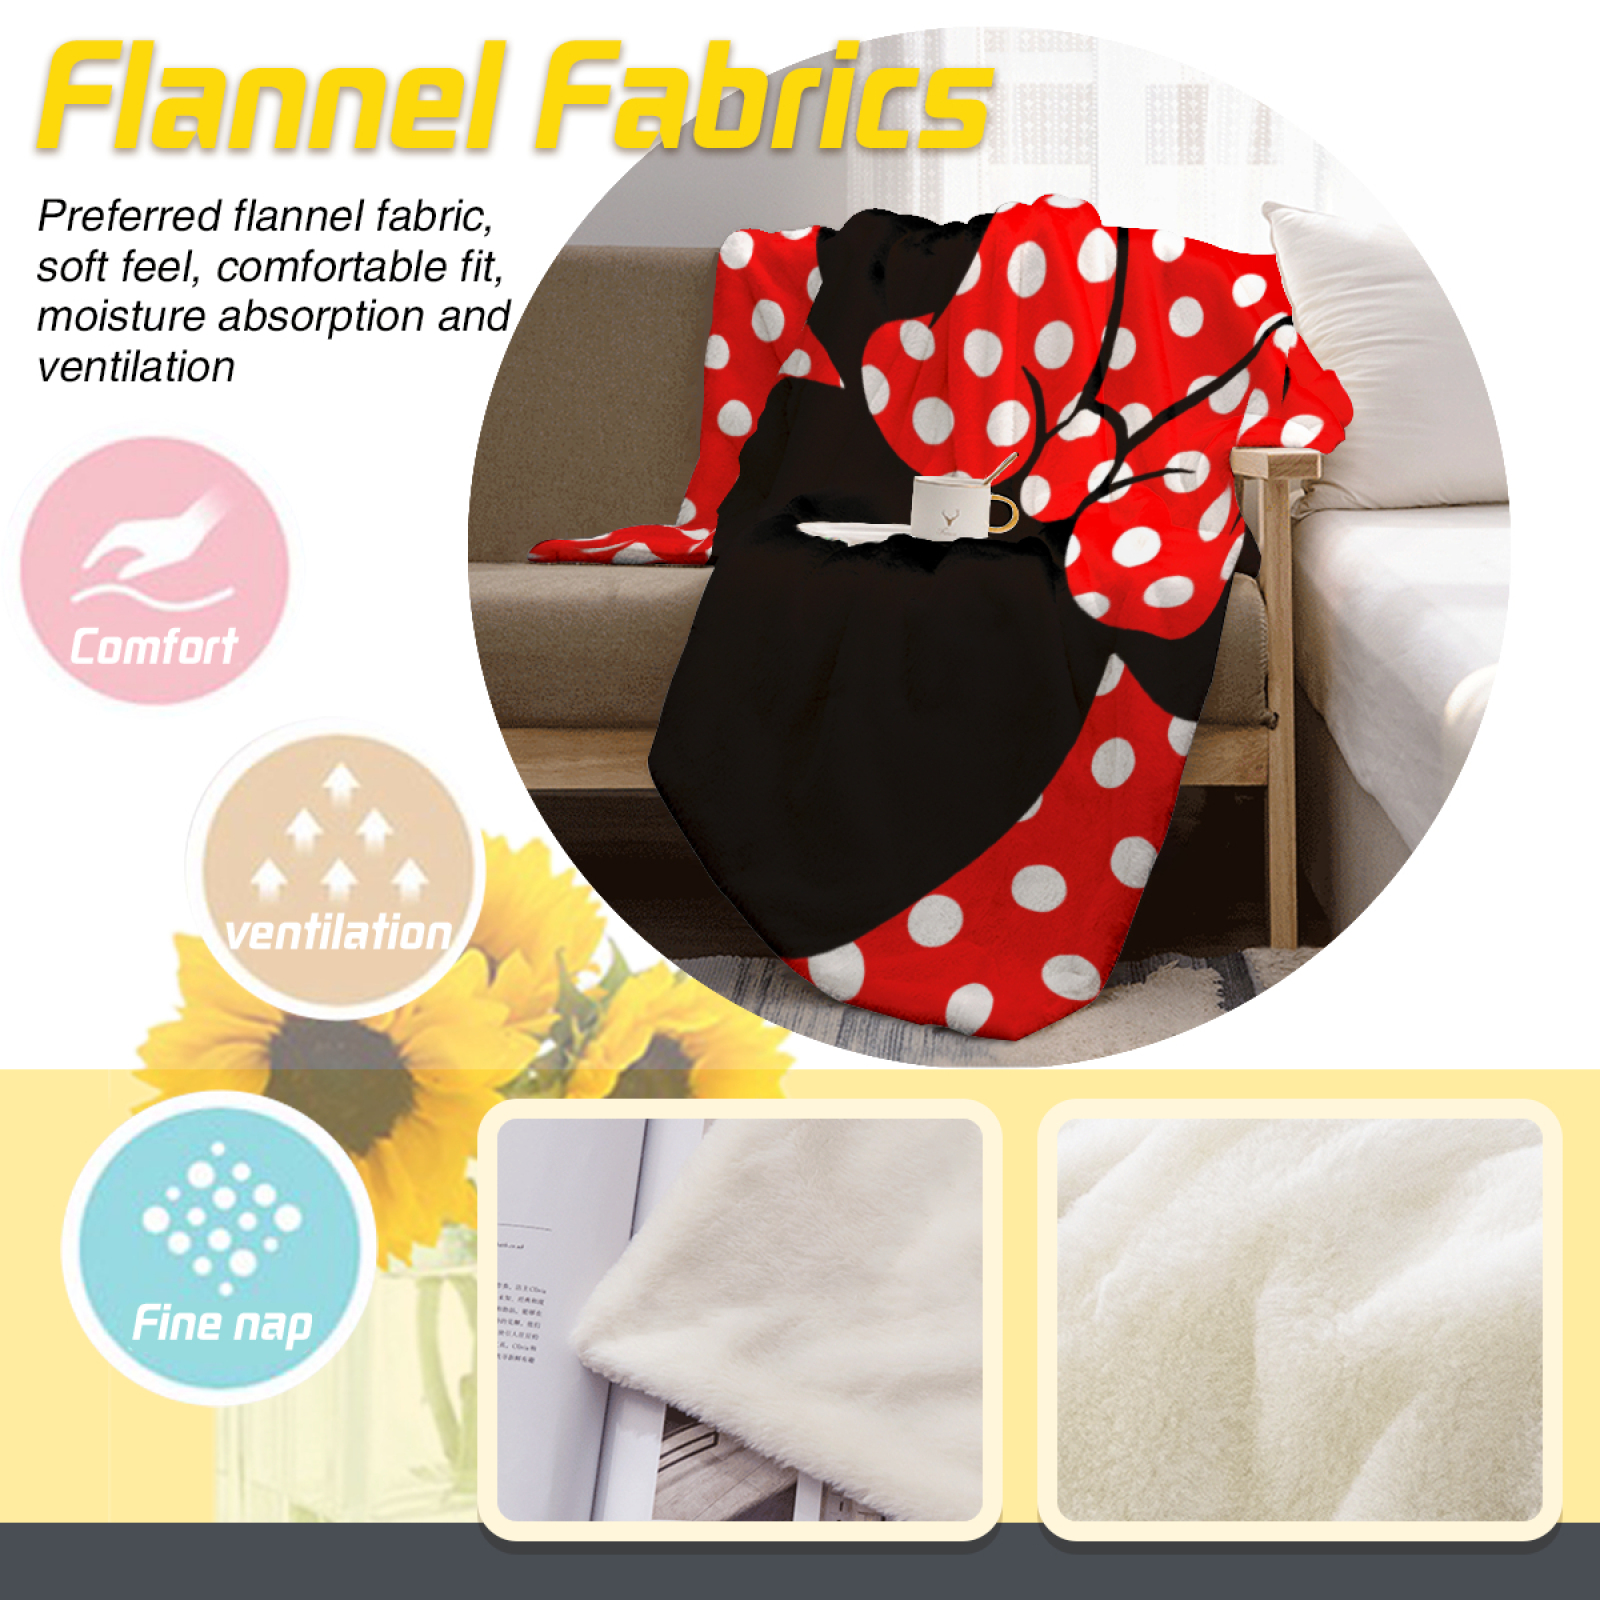 Flannel Fabrics
Preferred flannel fabric,
soft feel, comfortable fit,
moisture absorption and
ventilation
Comfort
ventilation
Fine nap